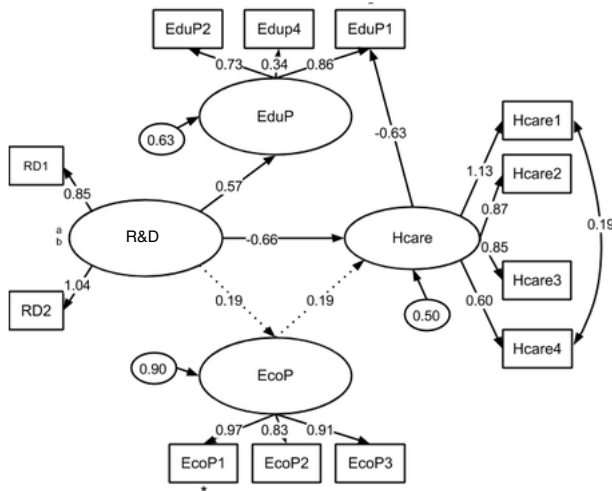 EduP2 Edup4 EduP1
0.73 0.34 0.86
EduP
0.63
-0.63
Hcare1
RD1
1.13
Hcare2
0.85
0.57
0.87
a
b
R&D
-0.66
Hcare
0.19
0.85
1.04
Hcare3
RD2
0.19
0.19
0.60
0.50
Hcare4
0.90
EcoP
0.97 0.83 0.91
EcoP1 EcoP2 EcoP3
*